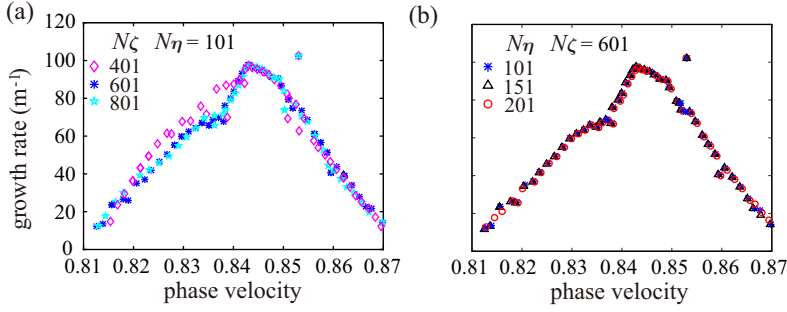 (a)
Nζ Nη = 101
401
601
801
growth rate (m⁻¹)
120
100
80
60
40
20
0
0.81 0.82 0.83 0.84 0.85 0.86 0.87
phase velocity
(b)
Nη Nζ = 601
101
151
201
0.81 0.82 0.83 0.84 0.85 0.86 0.87
phase velocity